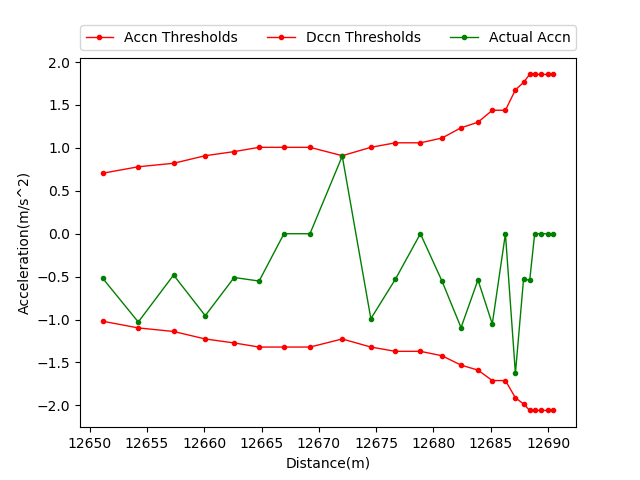 Accn Thresholds Dccn Thresholds Actual Accn
2.0
1.5
1.0
0.5
0.0
−0.5
−1.0
−1.5
−2.0
Acceleration(m/s^2)
12650 12655 12660 12665 12670 12675 12680 12685 12690
Distance(m)